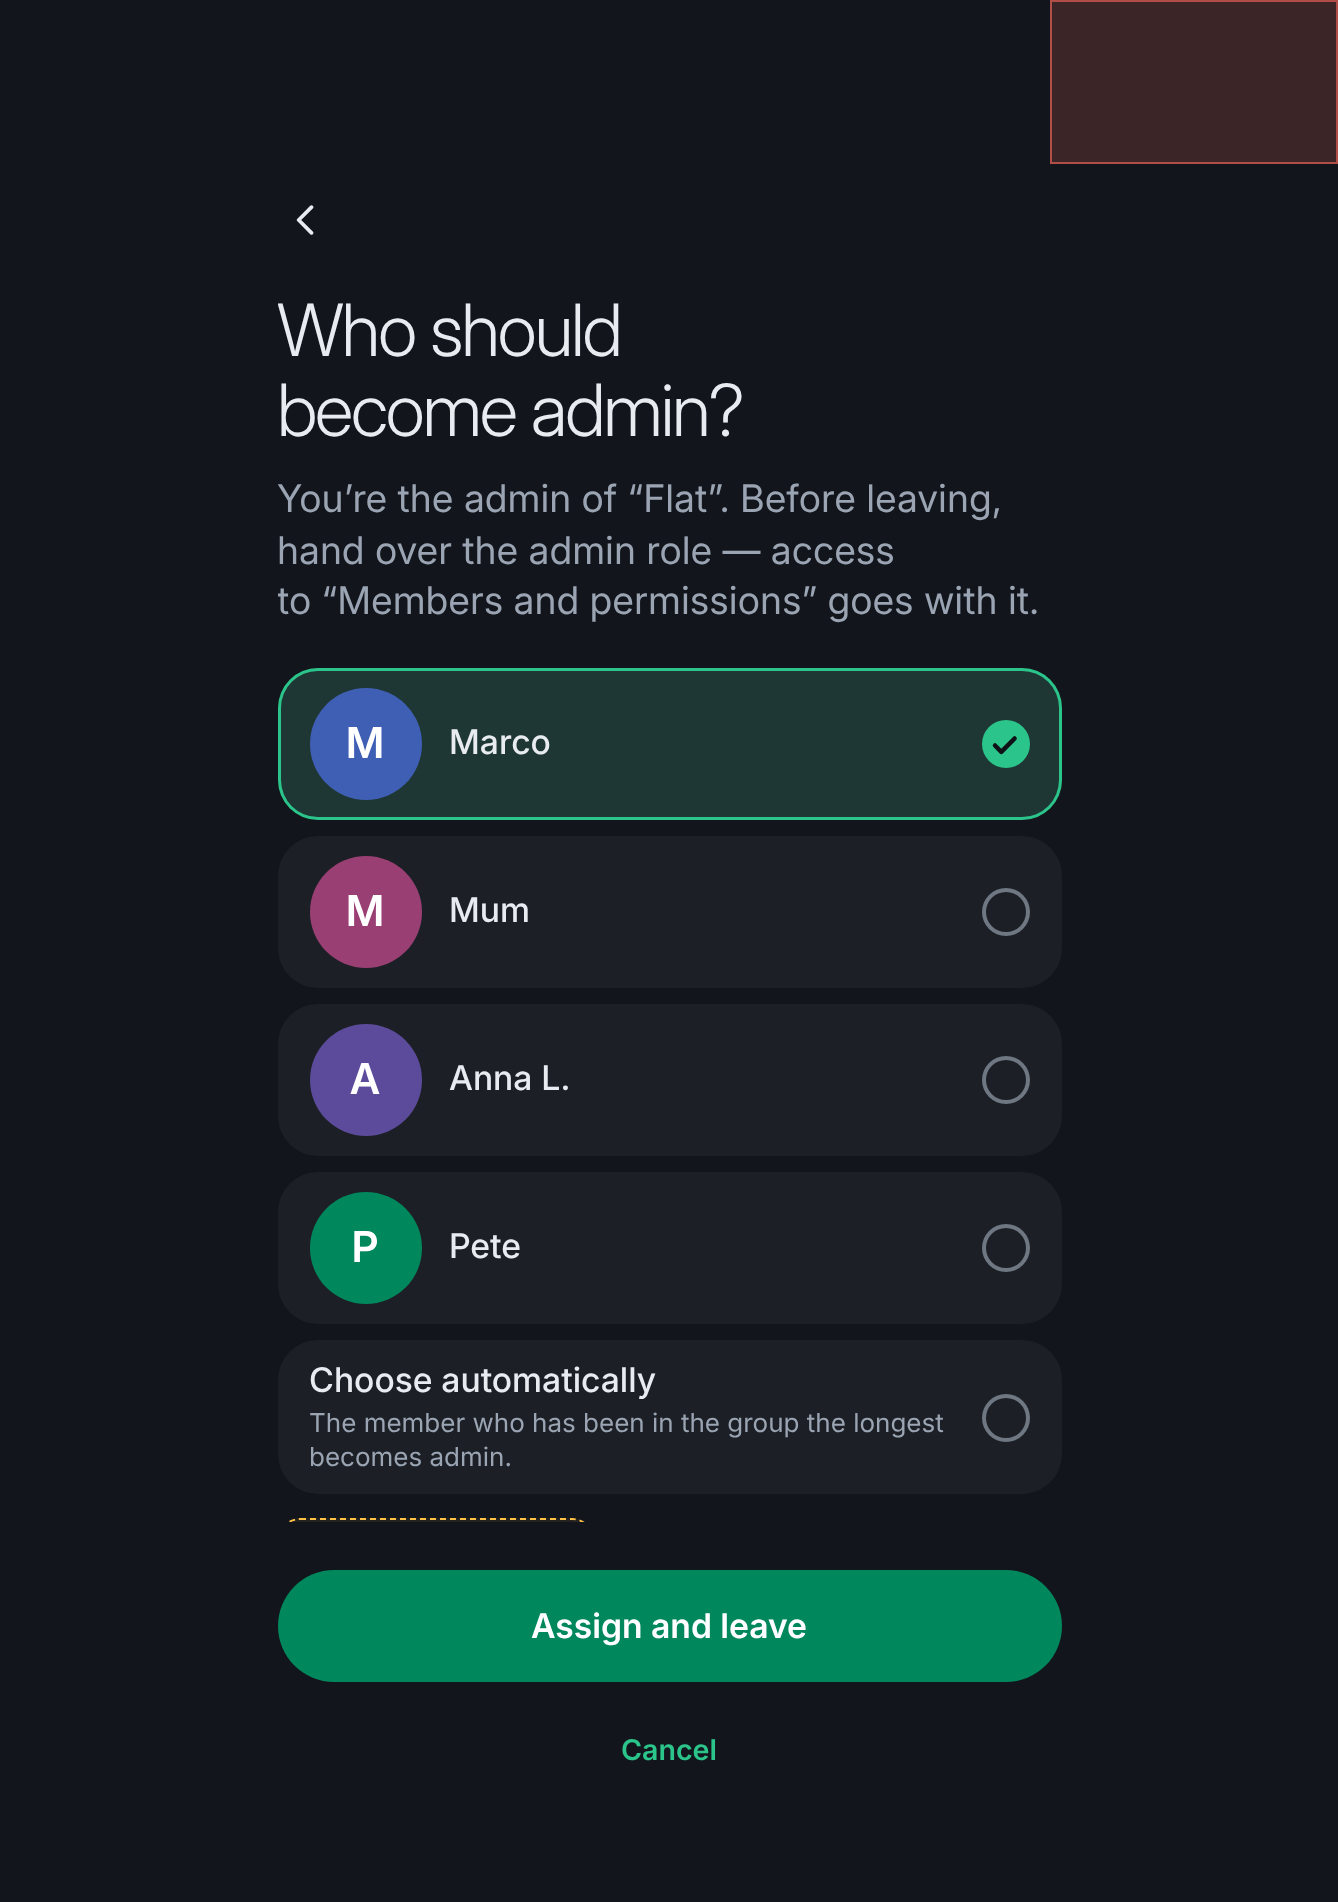 Who should
become admin?
You’re the admin of “Flat”. Before leaving,
hand over the admin role — access
to “Members and permissions” goes with it.
M Marco
M Mum
A Anna L.
P Pete
Choose automatically
The member who has been in the group the longest
becomes admin.
Assign and leave
Cancel